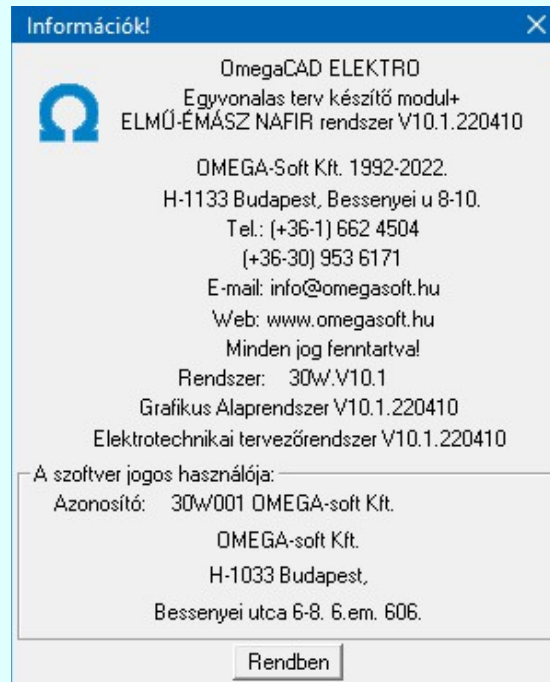 Információk!
OmegaCAD ELEKTRO
Egyvonalas terv készítő modul+
ELMŰ-ÉMÁSZ NAFIR rendszer V10.1.220410
OMEGA-Soft Kft. 1992-2022.
H-1133 Budapest, Bessenyei u 8-10.
Tel.: (+36-1) 662 4504
(+36-30) 953 6171
E-mail: info@omegasoft.hu
Web: www.omegasoft.hu
Minden jog fenntartva!
Rendszer: 30W.V10.1
Grafikus Alaprendszer V10.1.220410
Elektrotechnikai tervezőrendszer V10.1.220410
A szoftver jogos használója:
Azonosító: 30W001 OMEGA-soft Kft.
OMEGA-soft Kft.
H-1033 Budapest,
Bessenyei utca 6-8. 6.em. 606.
Rendben